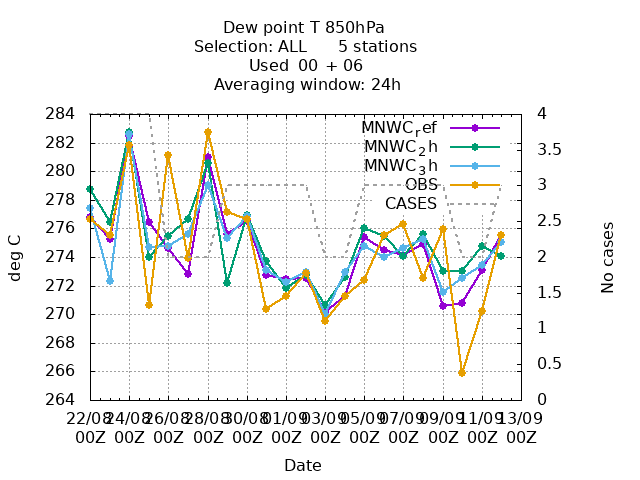 Dew point T 850hPa
Selection: ALL 5 stations
Used 00 + 06
Averaging window: 24h
284 4
282 3.5
280 3
278 2.5
276 2
274 1.5
272 1
270 0.5
268 0
266
264
deg C
No cases
MNWCref
MNWC2h
MNWC3h
OBS
CASES
22/08 24/08 26/08 28/08 30/08 01/09 03/09 05/09 07/09 09/09 11/09 13/09
00Z 00Z 00Z 00Z 00Z 00Z 00Z 00Z 00Z 00Z 00Z 00Z
Date